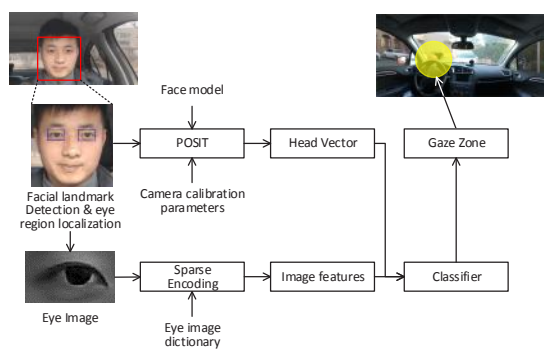 Face model
POSIT
Head Vector
Gaze Zone
Camera calibration
parameters
Facial landmark
Detection & eye
region localization
Sparse
Encoding
Image features
Classifier
Eye Image
Eye image
dictionary